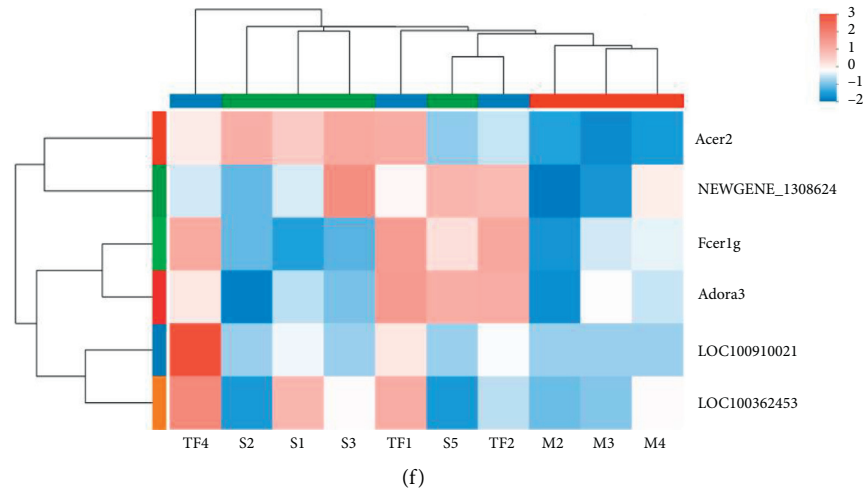 3
2
1
0
−1
−2
Acer2
NEWGENE_1308624
Fcer1g
Adora3
LOC100910021
LOC100362453
TF4 S2 S1 S3 TF1 S5 TF2 M2 M3 M4
(f)